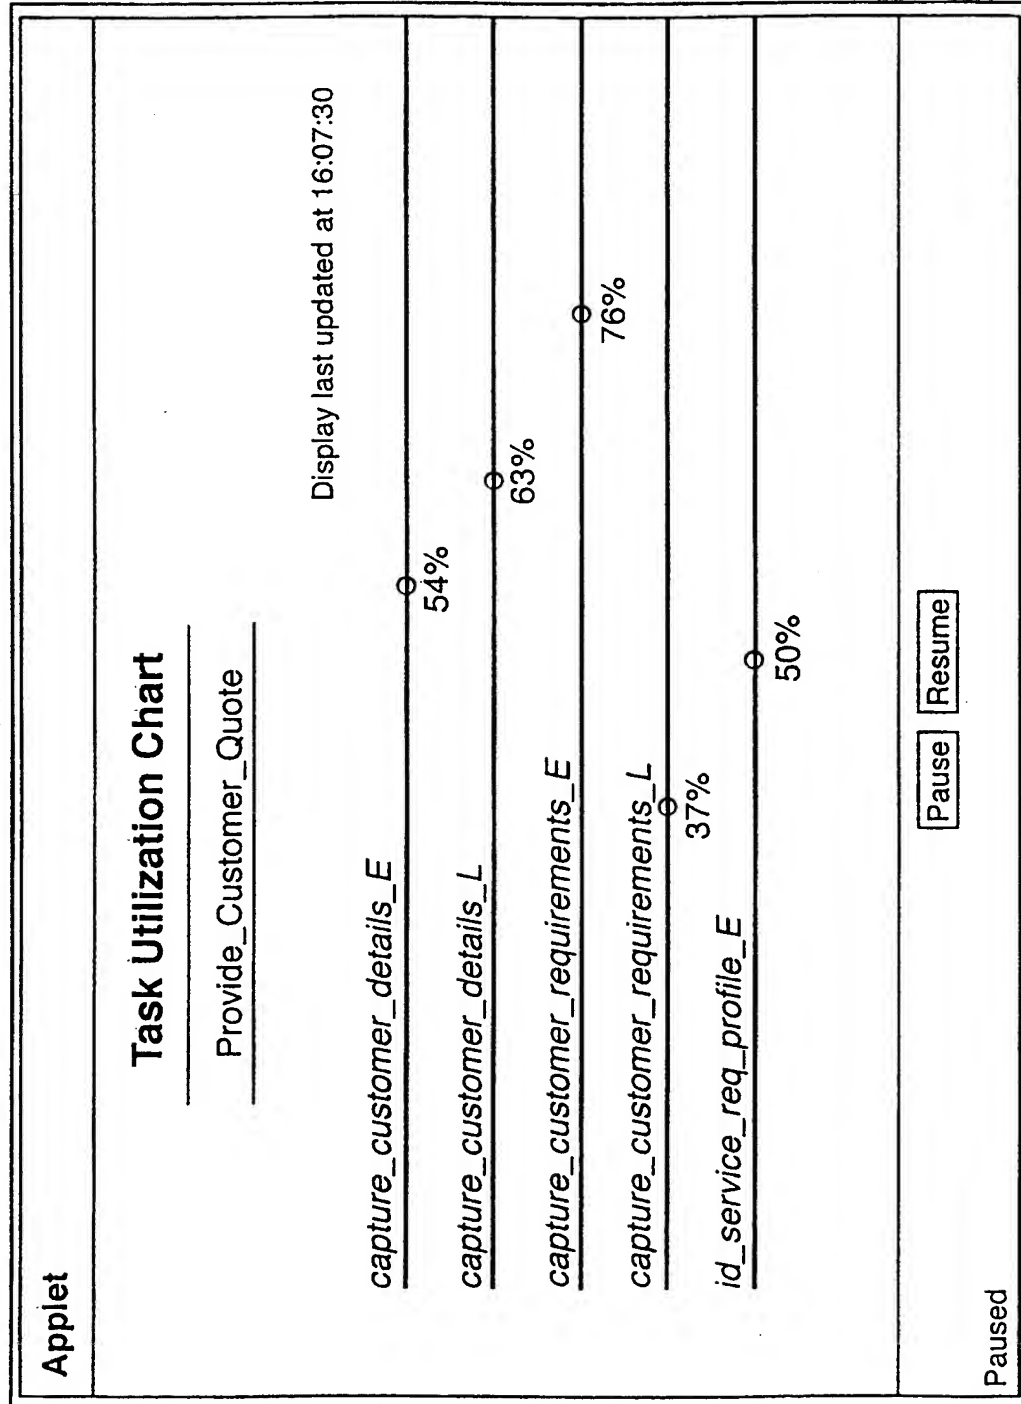 Applet
Task Utilization Chart
Provide_Customer_Quote
Display last updated at 16:07:30
capture_customer_details_E
54%
capture_customer_details_L
63%
capture_customer_requirements_E
76%
capture_customer_requirements_L
37%
id_service_req_profile_E
50%
Pause Resume
Paused